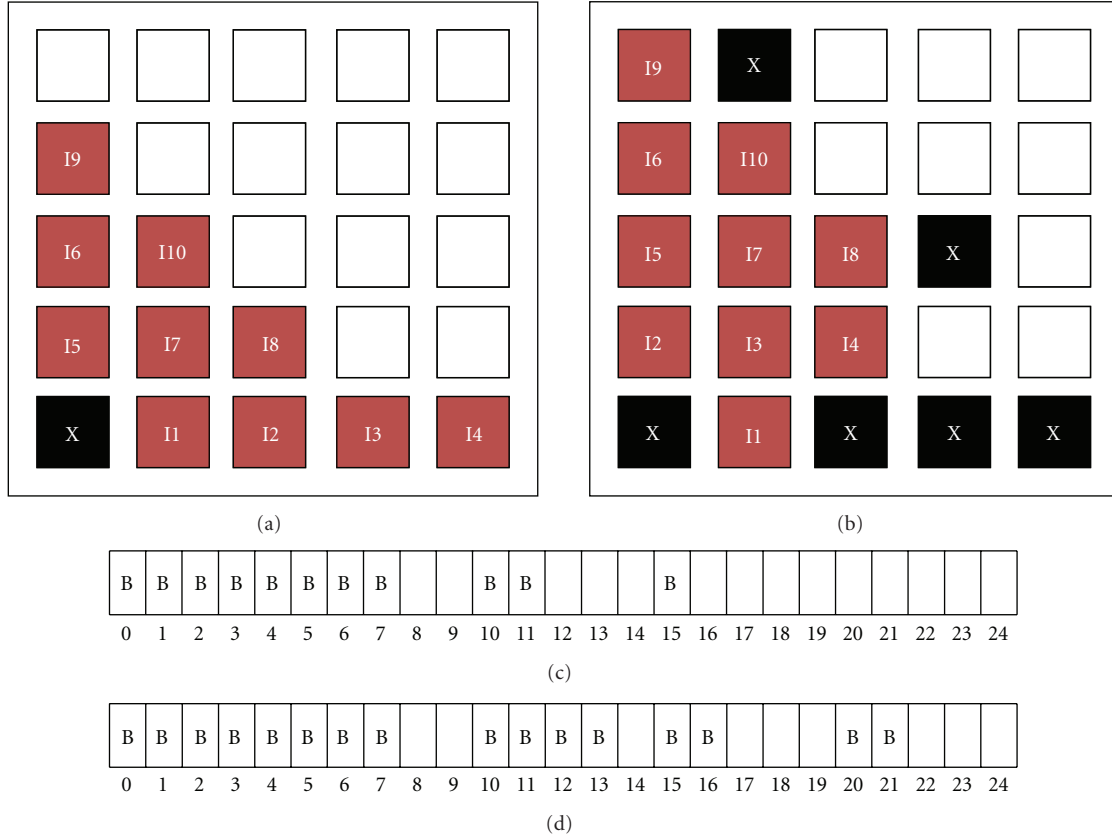 I9 X
I9 I6 I10
I6 I10 I5 I7 I8 X
I5 I7 I8 I2 I3 I4
X I1 I2 I3 I4 X I1 X X X
(a) (b)
B B B B B B B B B B B
0 1 2 3 4 5 6 7 8 9 10 11 12 13 14 15 16 17 18 19 20 21 22 23 24
(c)
B B B B B B B B B B B B B B B B
0 1 2 3 4 5 6 7 8 9 10 11 12 13 14 15 16 17 18 19 20 21 22 23 24
(d)